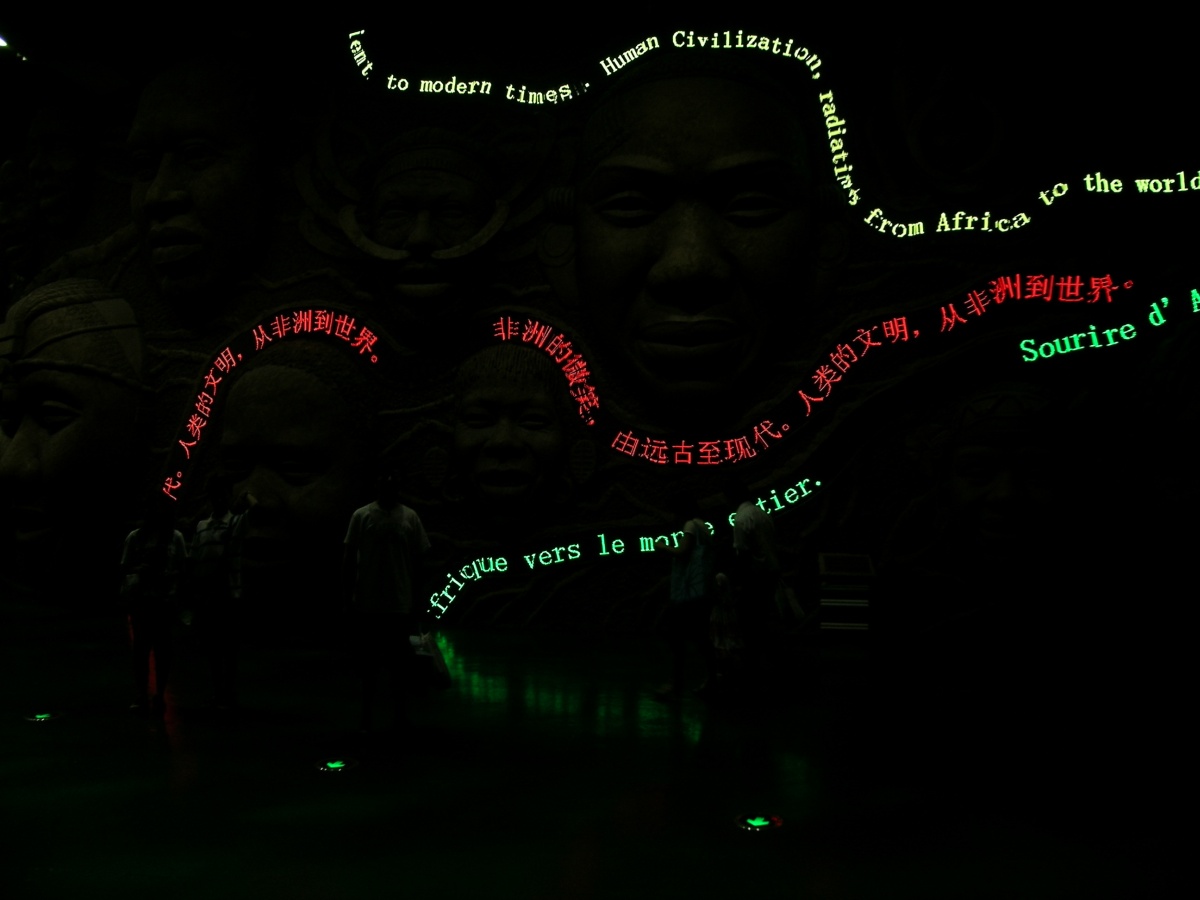 to modern times. Human Civilization, radiating from Africa to the world
代。人类的文明，从非洲到世界。
非洲的微笑，由远古至现代。人类的文明，从非洲到世界。
Sourire d' A
frique vers le monde entier.